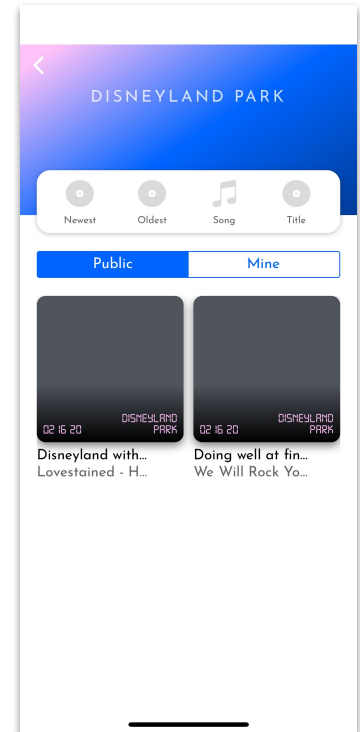 DISNEYLAND PARK
Newest
Oldest
Song
Title
Public
Mine
02 16 20
DISNEYLAND
PARK
02 16 20
DISNEYLAND
PARK
Disneyland with...
Lovestained - H...
Doing well at fin...
We Will Rock Yo...